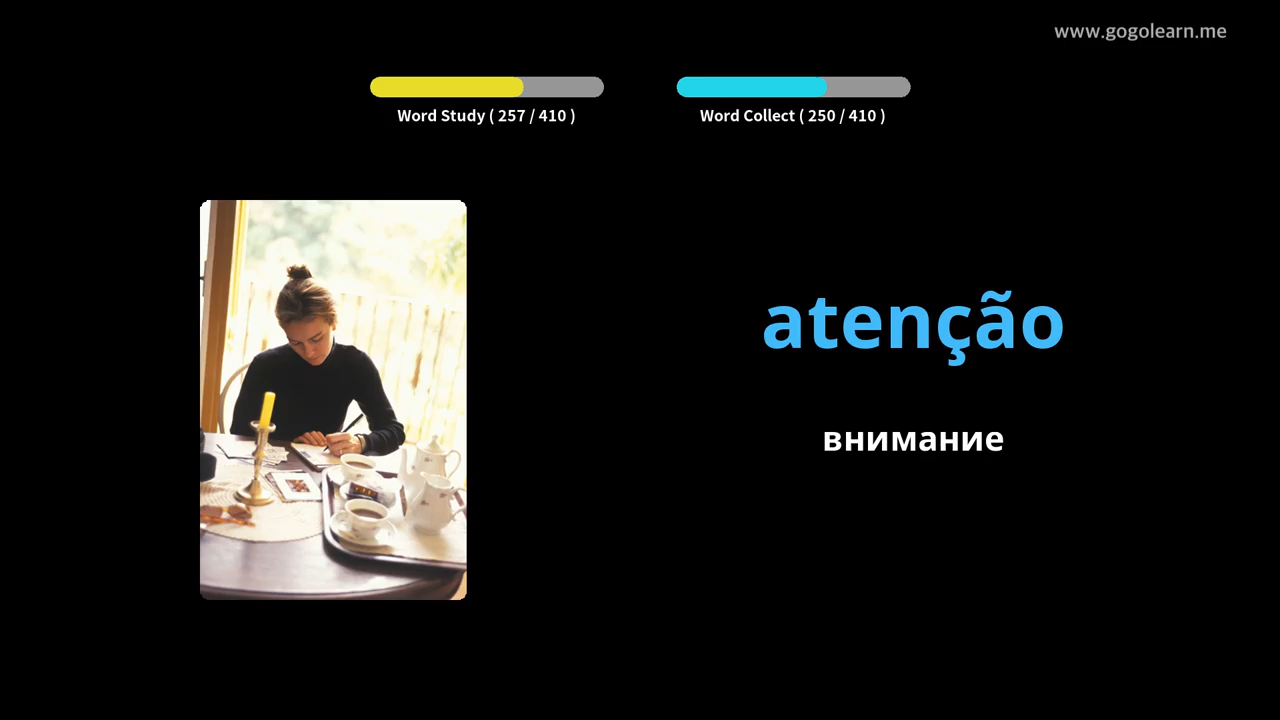 www.gogolearn.me
Word Study ( 257 / 410 )
Word Collect ( 250 / 410 )
atenção
внимание